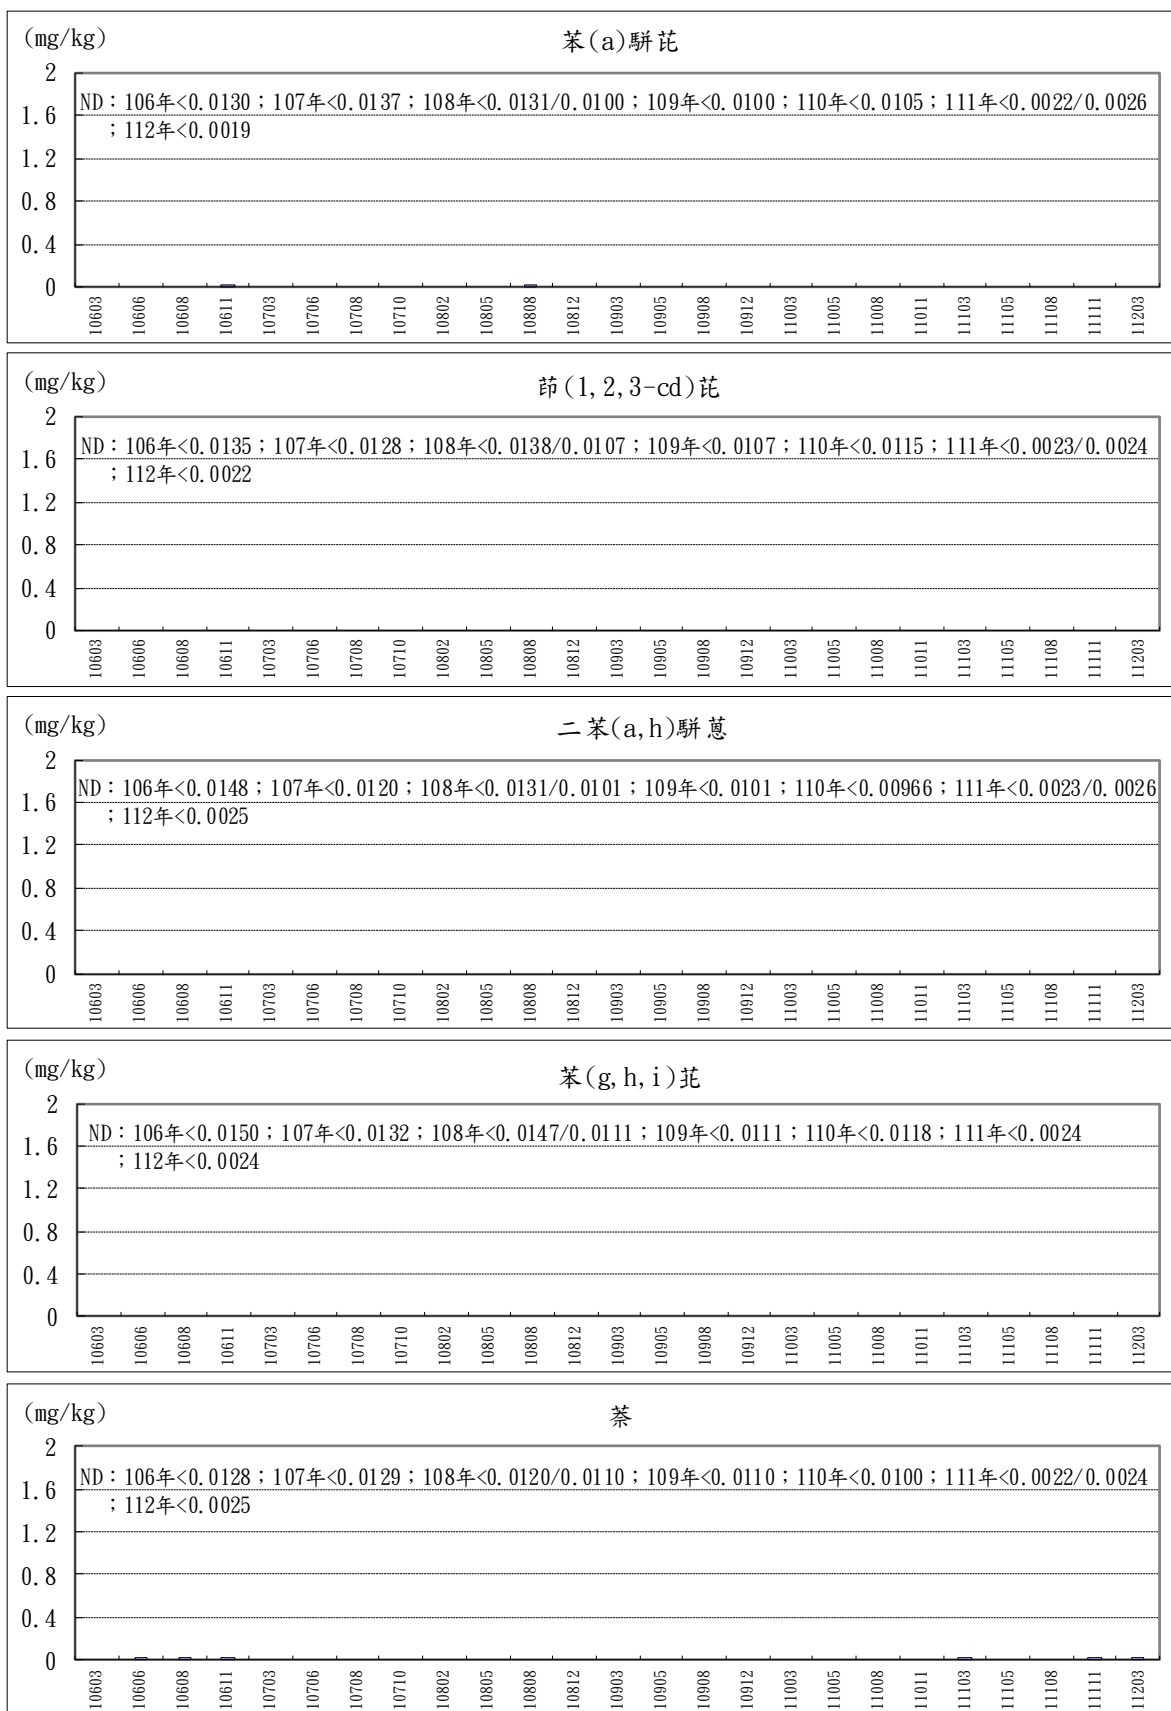 (mg/kg)
苯(a)駢芘
2
ND：106年<0.0130；107年<0.0137；108年<0.0131/0.0100；109年<0.0100；110年<0.0105；111年<0.0022/0.0026
1.6
；112年<0.0019
1.2
0.8
0.4
0
10603 10606 10608 10611 10703 10706 10708 10710 10802 10805 10808 10812 10903 10905 10908 10912 11003 11005 11008 11011 11103 11105 11108 11111 11203
(mg/kg)
茚(1,2,3-cd)芘
2
ND：106年<0.0135；107年<0.0128；108年<0.0138/0.0107；109年<0.0107；110年<0.0115；111年<0.0023/0.0024
1.6
；112年<0.0022
1.2
0.8
0.4
0
10603 10606 10608 10611 10703 10706 10708 10710 10802 10805 10808 10812 10903 10905 10908 10912 11003 11005 11008 11011 11103 11105 11108 11111 11203
(mg/kg)
二苯(a,h)駢蒽
2
ND：106年<0.0148；107年<0.0120；108年<0.0131/0.0101；109年<0.0101；110年<0.00966；111年<0.0023/0.0026
1.6
；112年<0.0025
1.2
0.8
0.4
0
10603 10606 10608 10611 10703 10706 10708 10710 10802 10805 10808 10812 10903 10905 10908 10912 11003 11005 11008 11011 11103 11105 11108 11111 11203
(mg/kg)
苯(g,h,i)苝
2
ND：106年<0.0150；107年<0.0132；108年<0.0147/0.0111；109年<0.0111；110年<0.0118；111年<0.0024
1.6
；112年<0.0024
1.2
0.8
0.4
0
10603 10606 10608 10611 10703 10706 10708 10710 10802 10805 10808 10812 10903 10905 10908 10912 11003 11005 11008 11011 11103 11105 11108 11111 11203
(mg/kg)
萘
2
ND：106年<0.0128；107年<0.0129；108年<0.0120/0.0110；109年<0.0110；110年<0.0100；111年<0.0022/0.0024
1.6
；112年<0.0025
1.2
0.8
0.4
0
10603 10606 10608 10611 10703 10706 10708 10710 10802 10805 10808 10812 10903 10905 10908 10912 11003 11005 11008 11011 11103 11105 11108 11111 11203